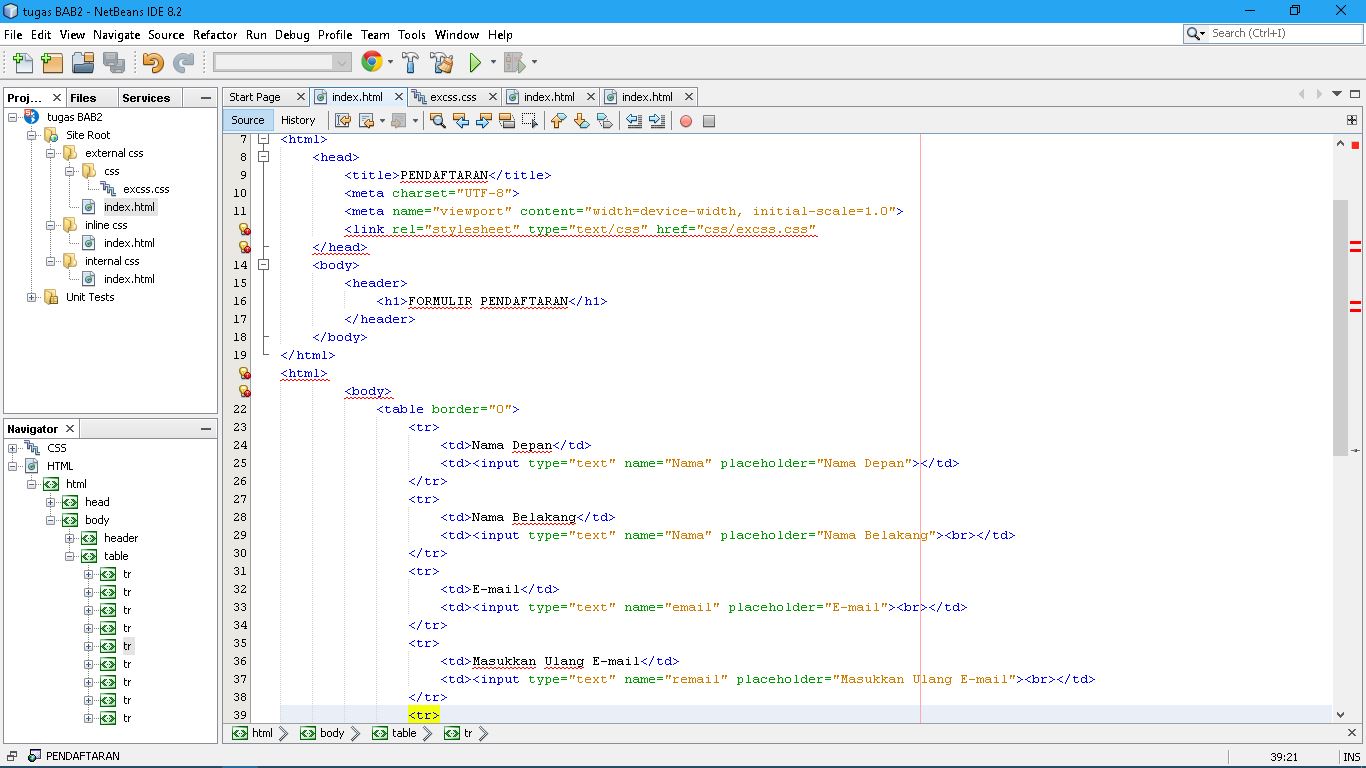 tugas BAB2 - NetBeans IDE 8.2
File Edit View Navigate Source Refactor Run Debug Profile Team Tools Window Help
Search (Ctrl+I)
Proj... Files Services
tugas BAB2
Site Root
external css
css
excss.css
index.html
inline css
index.html
internal css
index.html
Unit Tests
Navigator
CSS
HTML
html
head
body
header
table
tr
tr
tr
tr
tr
tr
tr
tr
tr
Start Page index.html excss.css index.html index.html
Source History
7 <html>
8 <head>
9 <title>PENDAFTARAN</title>
10 <meta charset="UTF-8">
11 <meta name="viewport" content="width=device-width, initial-scale=1.0">
<link rel="stylesheet" type="text/css" href="css/excss.css"
</head>
14 <body>
15 <header>
16 <h1>FORMULIR PENDAFTARAN</h1>
17 </header>
18 </body>
19 </html>
<html>
<body>
22 <table border="0">
23 <tr>
24 <td>Nama Depan</td>
25 <td><input type="text" name="Nama" placeholder="Nama Depan"></td>
26 </tr>
27 <tr>
28 <td>Nama Belakang</td>
29 <td><input type="text" name="Nama" placeholder="Nama Belakang"><br></td>
30 </tr>
31 <tr>
32 <td>E-mail</td>
33 <td><input type="text" name="email" placeholder="E-mail"><br></td>
34 </tr>
35 <tr>
36 <td>Masukkan Ulang E-mail</td>
37 <td><input type="text" name="remail" placeholder="Masukkan Ulang E-mail"><br></td>
38 </tr>
39 <tr>
html body table tr
PENDAFTARAN
39:21 INS